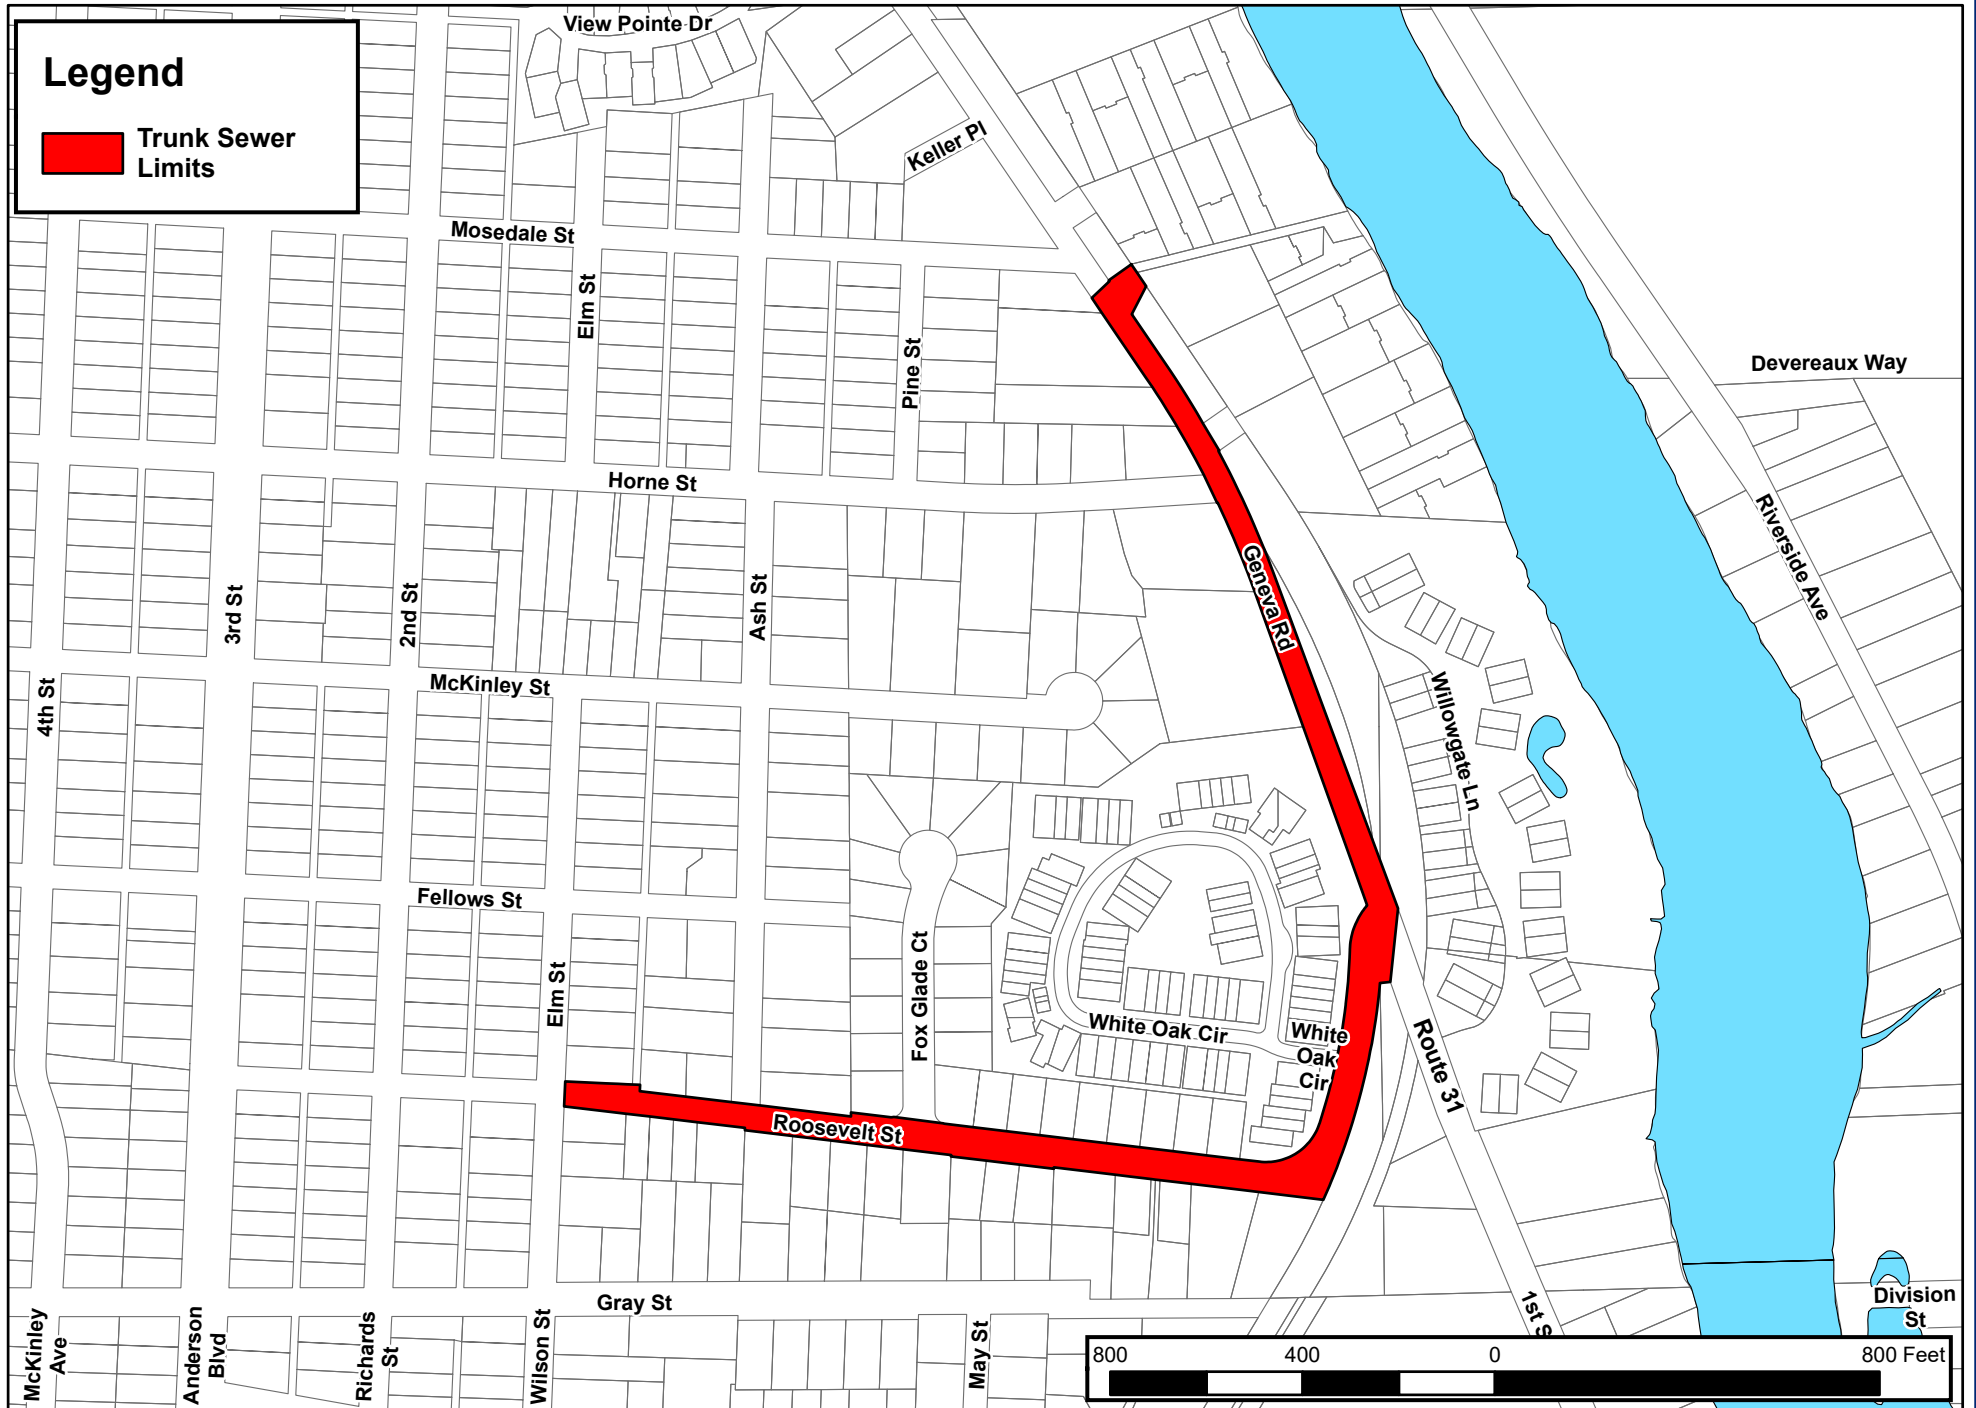 View Pointe Dr
Legend
Trunk Sewer
Limits
Keller Pl
Mosedale St
Elm St
Pine St
Devereaux Way
Horne St
Riverside Ave
Geneva Rd
3rd St
2nd St
Ash St
4th St
McKinley St
Willowgate Ln
Fellows St
Elm St
Fox Glade Ct
White Oak Cir
White
Oak
Cir
Route 31
Roosevelt St
Gray St
Division
St
1st S
McKinley
Ave
Anderson
Blvd
Richards
St
Wilson St
May St
800 400 0 800 Feet